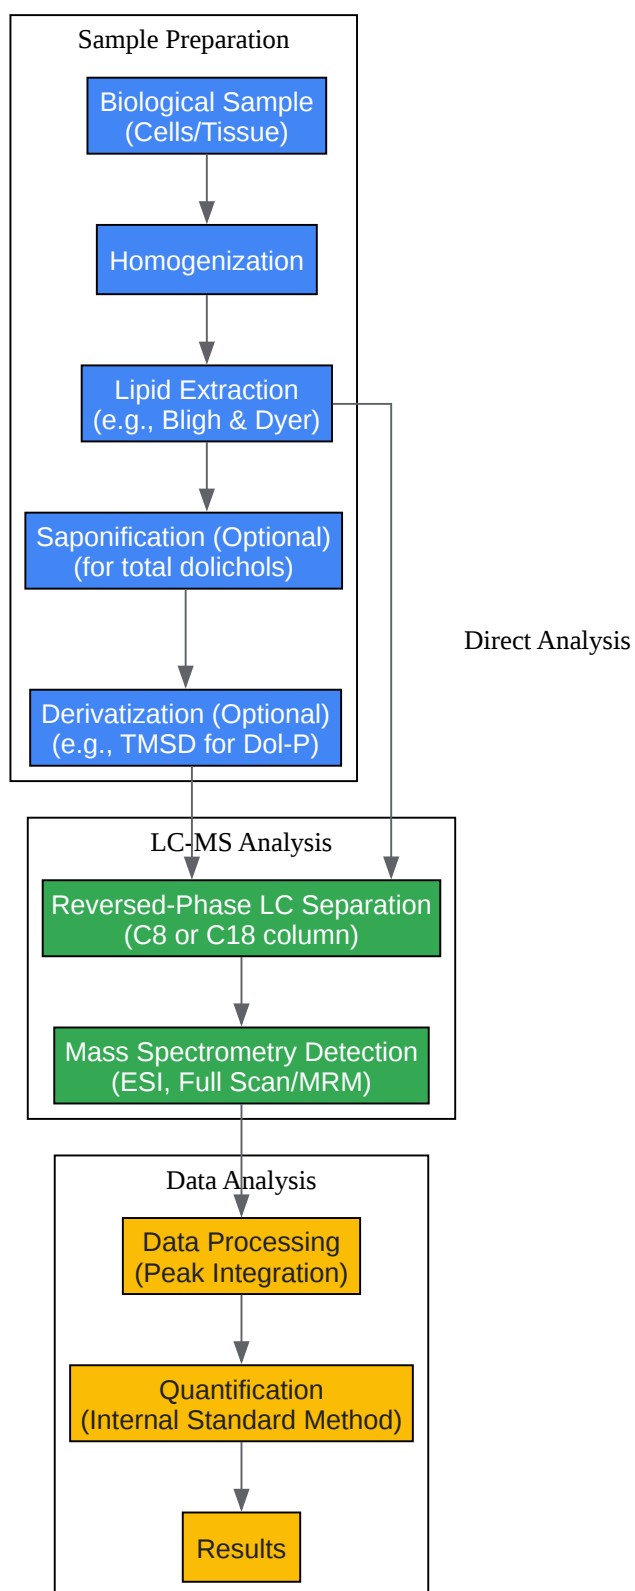 Sample Preparation
Biological Sample
(Cells/Tissue)
Homogenization
Lipid Extraction
(e.g., Bligh & Dyer)
Saponification (Optional)
(for total dolichols)
Direct Analysis
Derivatization (Optional)
(e.g., TMSD for Dol-P)
LC-MS Analysis
Reversed-Phase LC Separation
(C8 or C18 column)
Mass Spectrometry Detection
(ESI, Full Scan/MRM)
Data Analysis
Data Processing
(Peak Integration)
Quantification
(Internal Standard Method)
Results